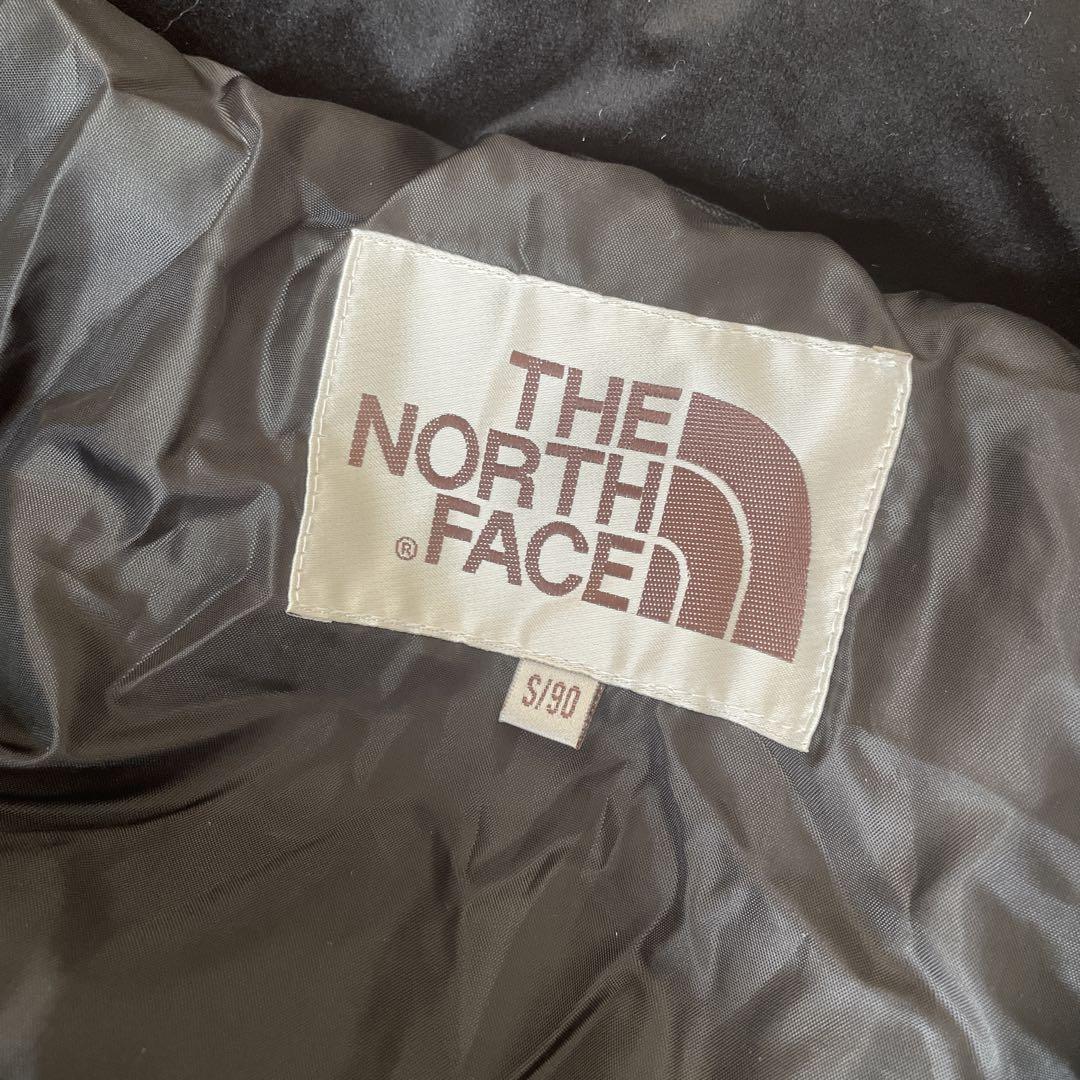 THE
NORTH
® FACE
S/90